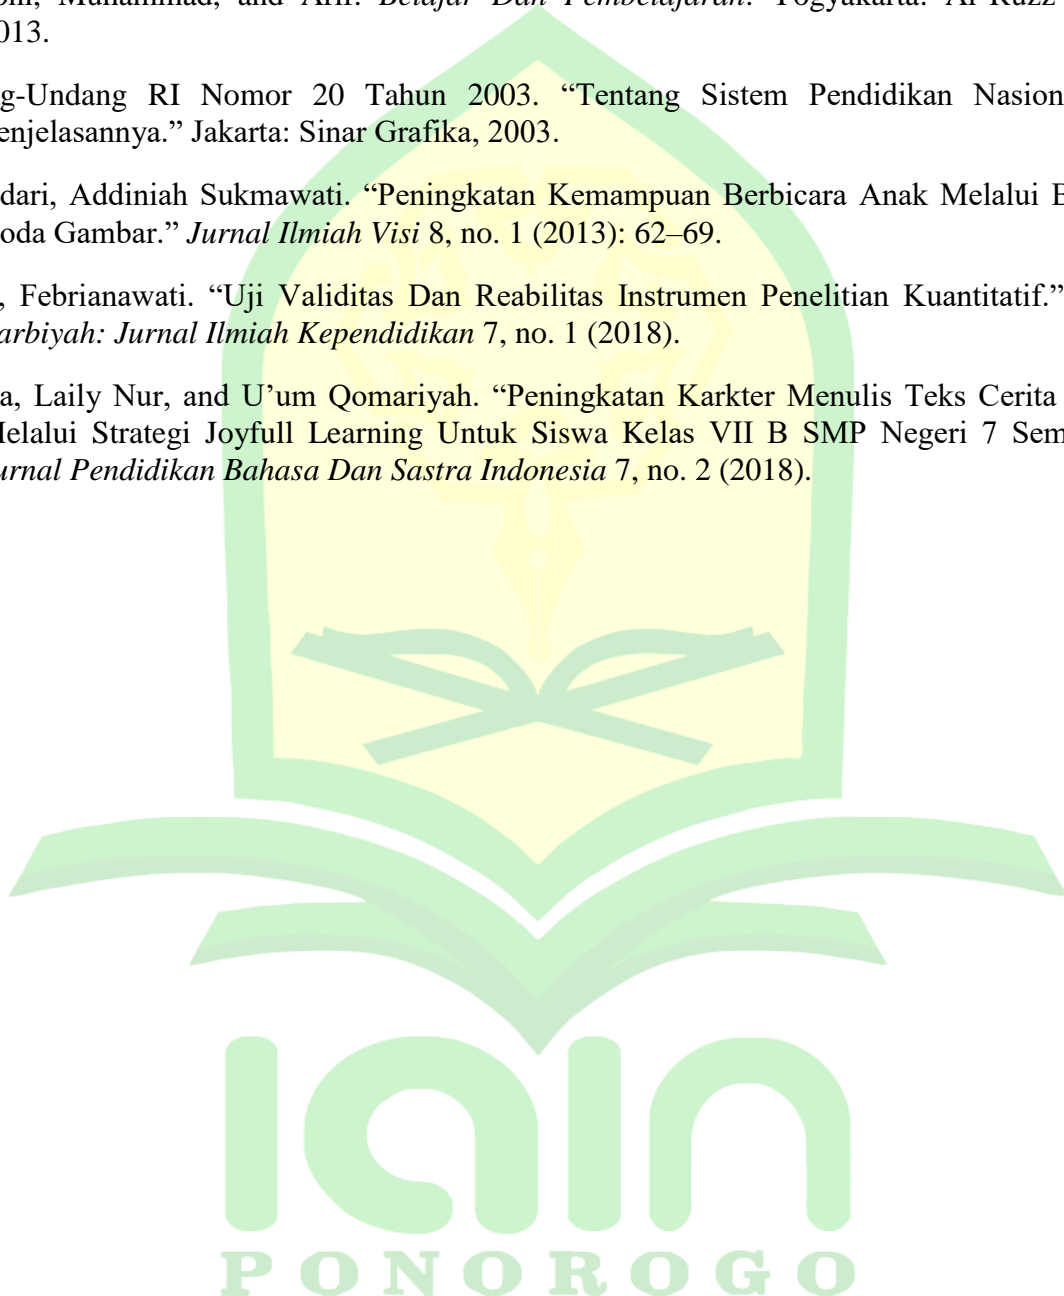 Muhammad, and Arif. Belajar Dan Pembelajaran. Yogyakarta: Ar-Ruzz
013.
g-Undang RI Nomor 20 Tahun 2003. “Tentang Sistem Pendidikan Nasion
enjelasannya.” Jakarta: Sinar Grafika, 2003.
dari, Addiniah Sukmawati. “Peningkatan Kemampuan Berbicara Anak Melalui B
oda Gambar.” Jurnal Ilmiah Visi 8, no. 1 (2013): 62–69.
, Febrianawati. “Uji Validitas Dan Reabilitas Instrumen Penelitian Kuantitatif.”
arbiyah: Jurnal Ilmiah Kependidikan 7, no. 1 (2018).
a, Laily Nur, and U’um Qomariyah. “Peningkatan Karkter Menulis Teks Cerita
Melalui Strategi Joyfull Learning Untuk Siswa Kelas VII B SMP Negeri 7 Sem
urnal Pendidikan Bahasa Dan Sastra Indonesia 7, no. 2 (2018).
iain
PONOROGO